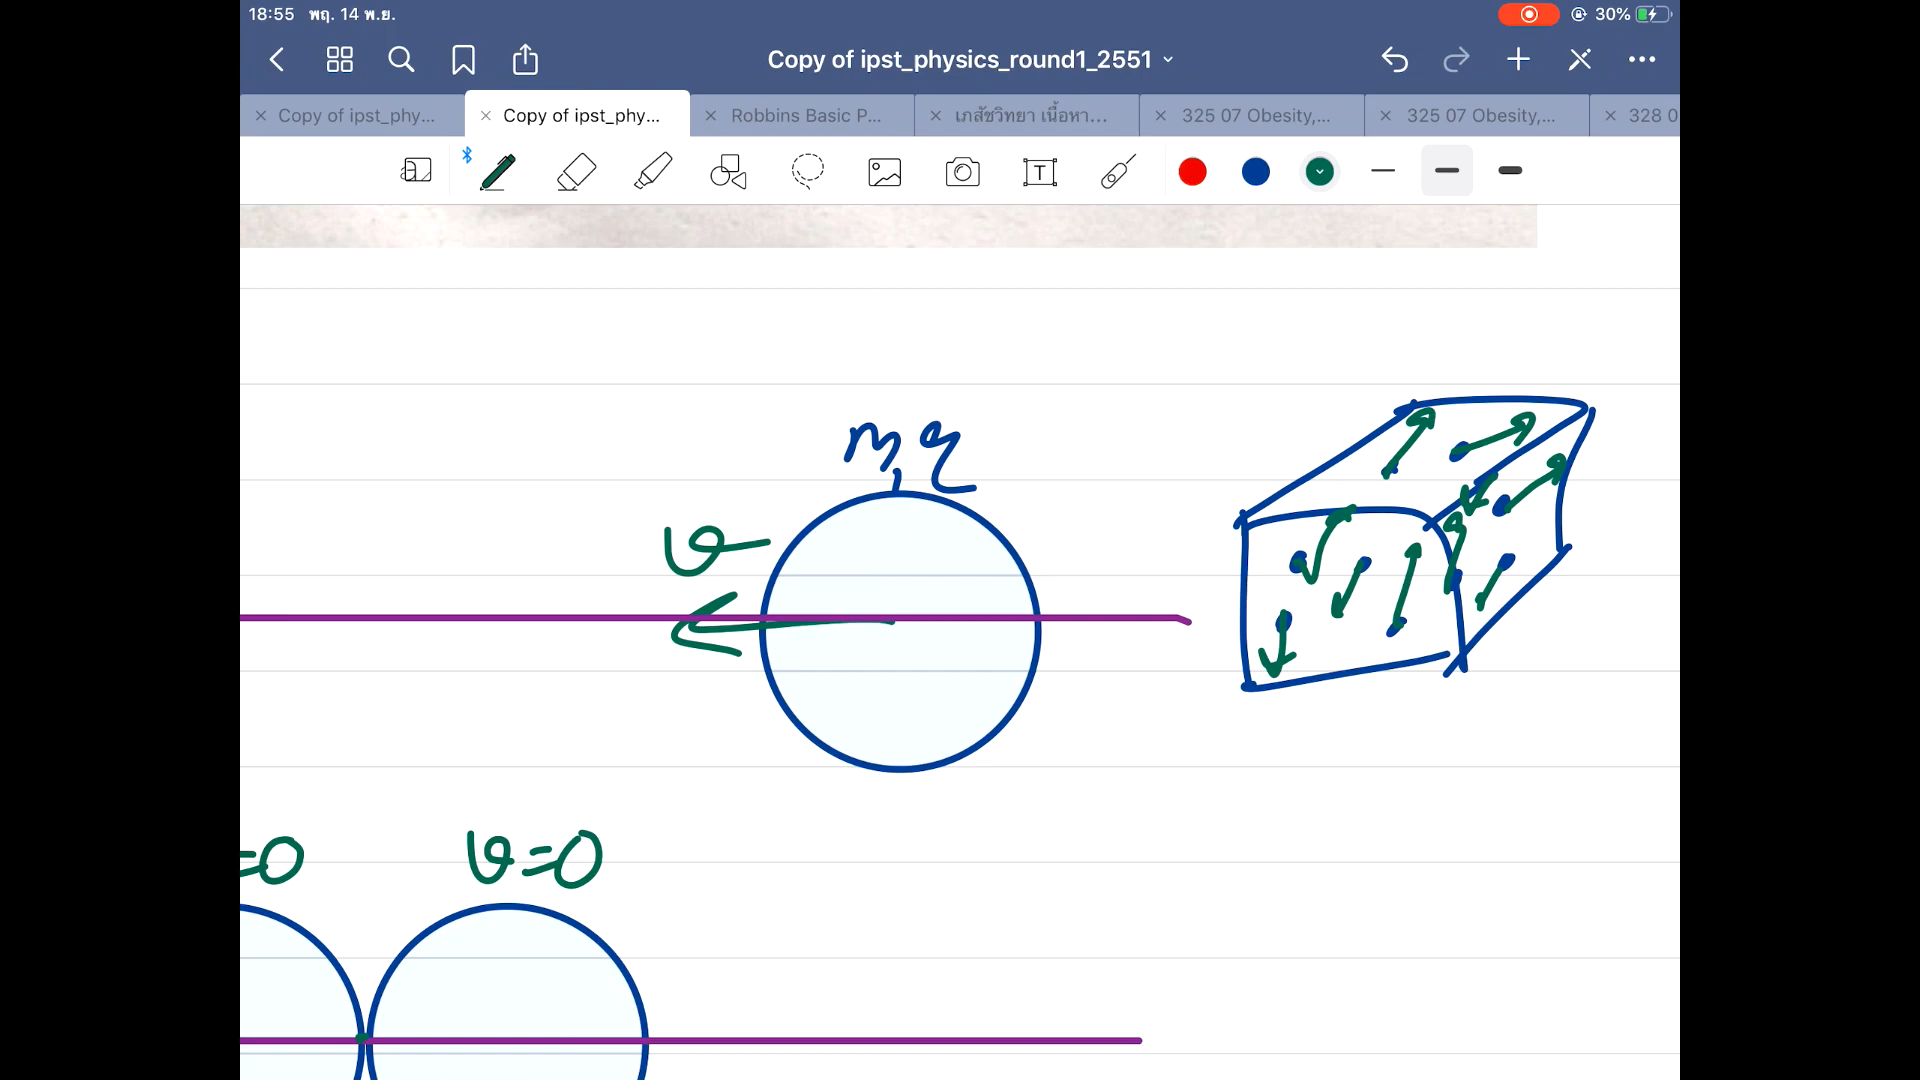 18:55 พฤ. 14 พ.ย. 30%
Copy of ipst_physics_round1_2551
Copy of ipst_phy... Copy of ipst_phy... Robbins Basic P... เภสัชวิทยา เนื้อหา... 325 07 Obesity,... 325 07 Obesity,... 328 0
T
m, q
v
=0 v=0